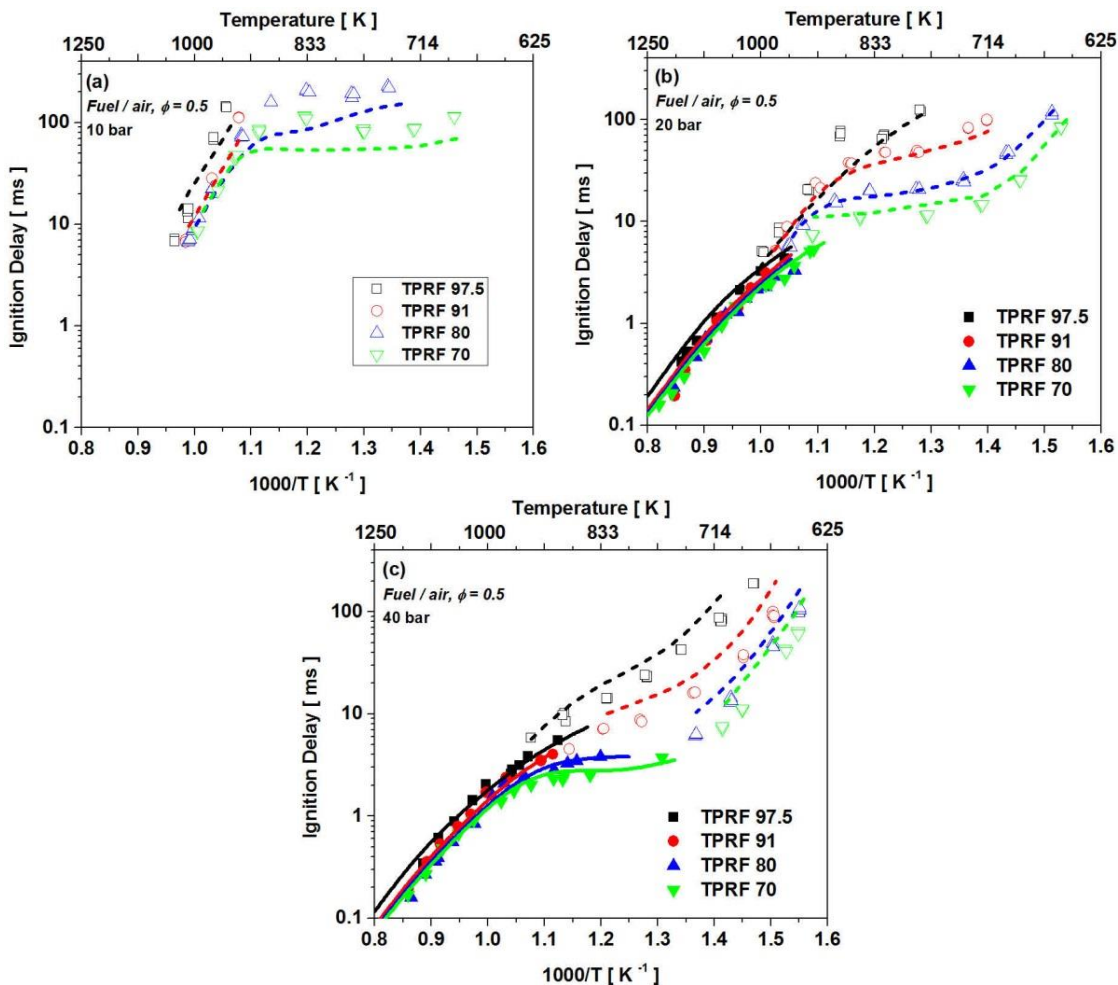 Temperature [ K ]
1250 1000 833 714 625
(a)
Fuel / air, ϕ = 0.5
10 bar
Ignition Delay [ ms ]
100
10
1
0.1
TPRF 97.5
TPRF 91
TPRF 80
TPRF 70
0.8 0.9 1.0 1.1 1.2 1.3 1.4 1.5 1.6
1000/T [ K⁻¹ ]
Temperature [ K ]
1250 1000 833 714 625
(b)
Fuel / air, ϕ = 0.5
20 bar
Ignition Delay [ ms ]
100
10
1
0.1
TPRF 97.5
TPRF 91
TPRF 80
TPRF 70
0.8 0.9 1.0 1.1 1.2 1.3 1.4 1.5 1.6
1000/T [ K⁻¹ ]
Temperature [ K ]
1250 1000 833 714 625
(c)
Fuel / air, ϕ = 0.5
40 bar
Ignition Delay [ ms ]
100
10
1
0.1
TPRF 97.5
TPRF 91
TPRF 80
TPRF 70
0.8 0.9 1.0 1.1 1.2 1.3 1.4 1.5 1.6
1000/T [ K⁻¹ ]